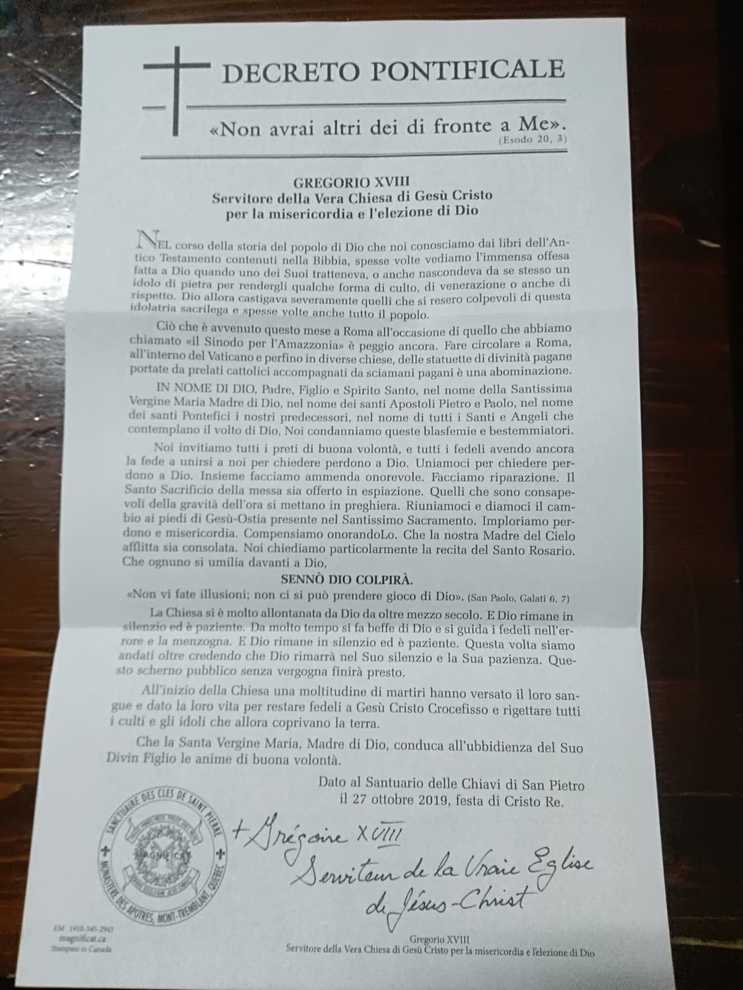 DECRETO PONTIFICALE
«Non avrai altri dei di fronte a Me».
(Esodo 20, 3)
GREGORIO XVIII
Servitore della Vera Chiesa di Gesù Cristo
per la misericordia e l'elezione di Dio
NEL corso della storia del popolo di Dio che noi conosciamo dai libri dell'An-
tico Testamento contenuti nella Bibbia, spesse volte vediamo l'immensa offesa
fatta a Dio quando uno dei Suoi tratteneva, o anche nascondeva da se stesso un
idolo di pietra per rendergli qualche forma di culto, di venerazione o anche di
rispetto. Dio allora castigava severamente quelli che si resero colpevoli di questa
idolatria sacrilega e spesse volte anche tutto il popolo.
Ciò che è avvenuto questo mese a Roma all'occasione di quello che abbiamo
chiamato «il Sinodo per l'Amazzonia» è peggio ancora. Fare circolare a Roma,
all'interno del Vaticano e perfino in diverse chiese, delle statuette di divinità pagane
portate da prelati cattolici accompagnati da sciamani pagani è una abominazione.
IN NOME DI DIO, Padre, Figlio e Spirito Santo, nel nome della Santissima
Vergine Maria Madre di Dio, nel nome dei santi Apostoli Pietro e Paolo, nel nome
dei santi Pontefici i nostri predecessori, nel nome di tutti i Santi e Angeli che
contemplano il volto di Dio, Noi condanniamo queste blasfemie e bestemmiatori.
Noi invitiamo tutti i preti di buona volontà, e tutti i fedeli avendo ancora
la fede a unirsi a noi per chiedere perdono a Dio. Uniamoci per chiedere per-
dono a Dio. Insieme facciamo ammenda onorevole. Facciamo riparazione. Il
Santo Sacrificio della messa sia offerto in espiazione. Quelli che sono consape-
voli della gravità dell'ora si mettano in preghiera. Riuniamoci e diamoci il cam-
bio ai piedi di Gesù-Ostia presente nel Santissimo Sacramento. Imploriamo per-
dono e misericordia. Compensiamo onorandoLo. Che la nostra Madre del Cielo
afflitta sia consolata. Noi chiediamo particolarmente la recita del Santo Rosario.
Che ognuno si umilia davanti a Dio,
SENNÒ DIO COLPIRÀ.
«Non vi fate illusioni; non ci si può prendere gioco di Dio». (San Paolo, Galati 6, 7)
La Chiesa si è molto allontanata da Dio da oltre mezzo secolo. E Dio rimane in
silenzio ed è paziente. Da molto tempo si fa beffe di Dio e si guida i fedeli nell'er-
rore e la menzogna. E Dio rimane in silenzio ed è paziente. Questa volta siamo
andati oltre credendo che Dio rimarrà nel Suo silenzio e la Sua pazienza. Que-
sto scherno pubblico senza vergogna finirà presto.
All'inizio della Chiesa una moltitudine di martiri hanno versato il loro san-
gue e dato la loro vita per restare fedeli a Gesù Cristo Crocefisso e rigettare tutti
i culti e gli idoli che allora coprivano la terra.
Che la Santa Vergine Maria, Madre di Dio, conduca all'ubbidienza del Suo
Divin Figlio le anime di buona volontà.
Dato al Santuario delle Chiavi di San Pietro
il 27 ottobre 2019, festa di Cristo Re.
SANCTUAIRE DES CLÉS DE SAINT PIERRE
MAGNIFICAT
MONASTÈRE DES APÔTRES, MONT-TREMBLANT, QUÉBEC
+ Grégoire XVIII
Serviteur de la Vraie Église
de Jésus-Christ
magnificat.ca
Stampato in Canada
Gregorio XVIII
Servitore della Vera Chiesa di Gesù Cristo per la misericordia e l'elezione di Dio